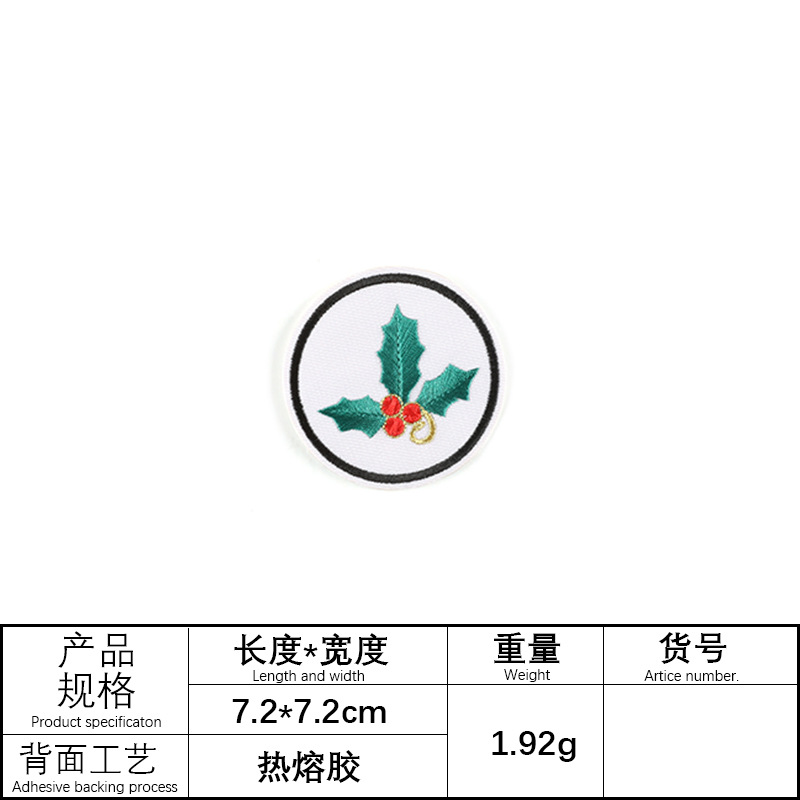 产品
规格
Product specificaton
长度*宽度
Length and width
重量
Weight
货号
Artice number.
7.2*7.2cm
1.92g
背面工艺
Adhesive backing process
热熔胶